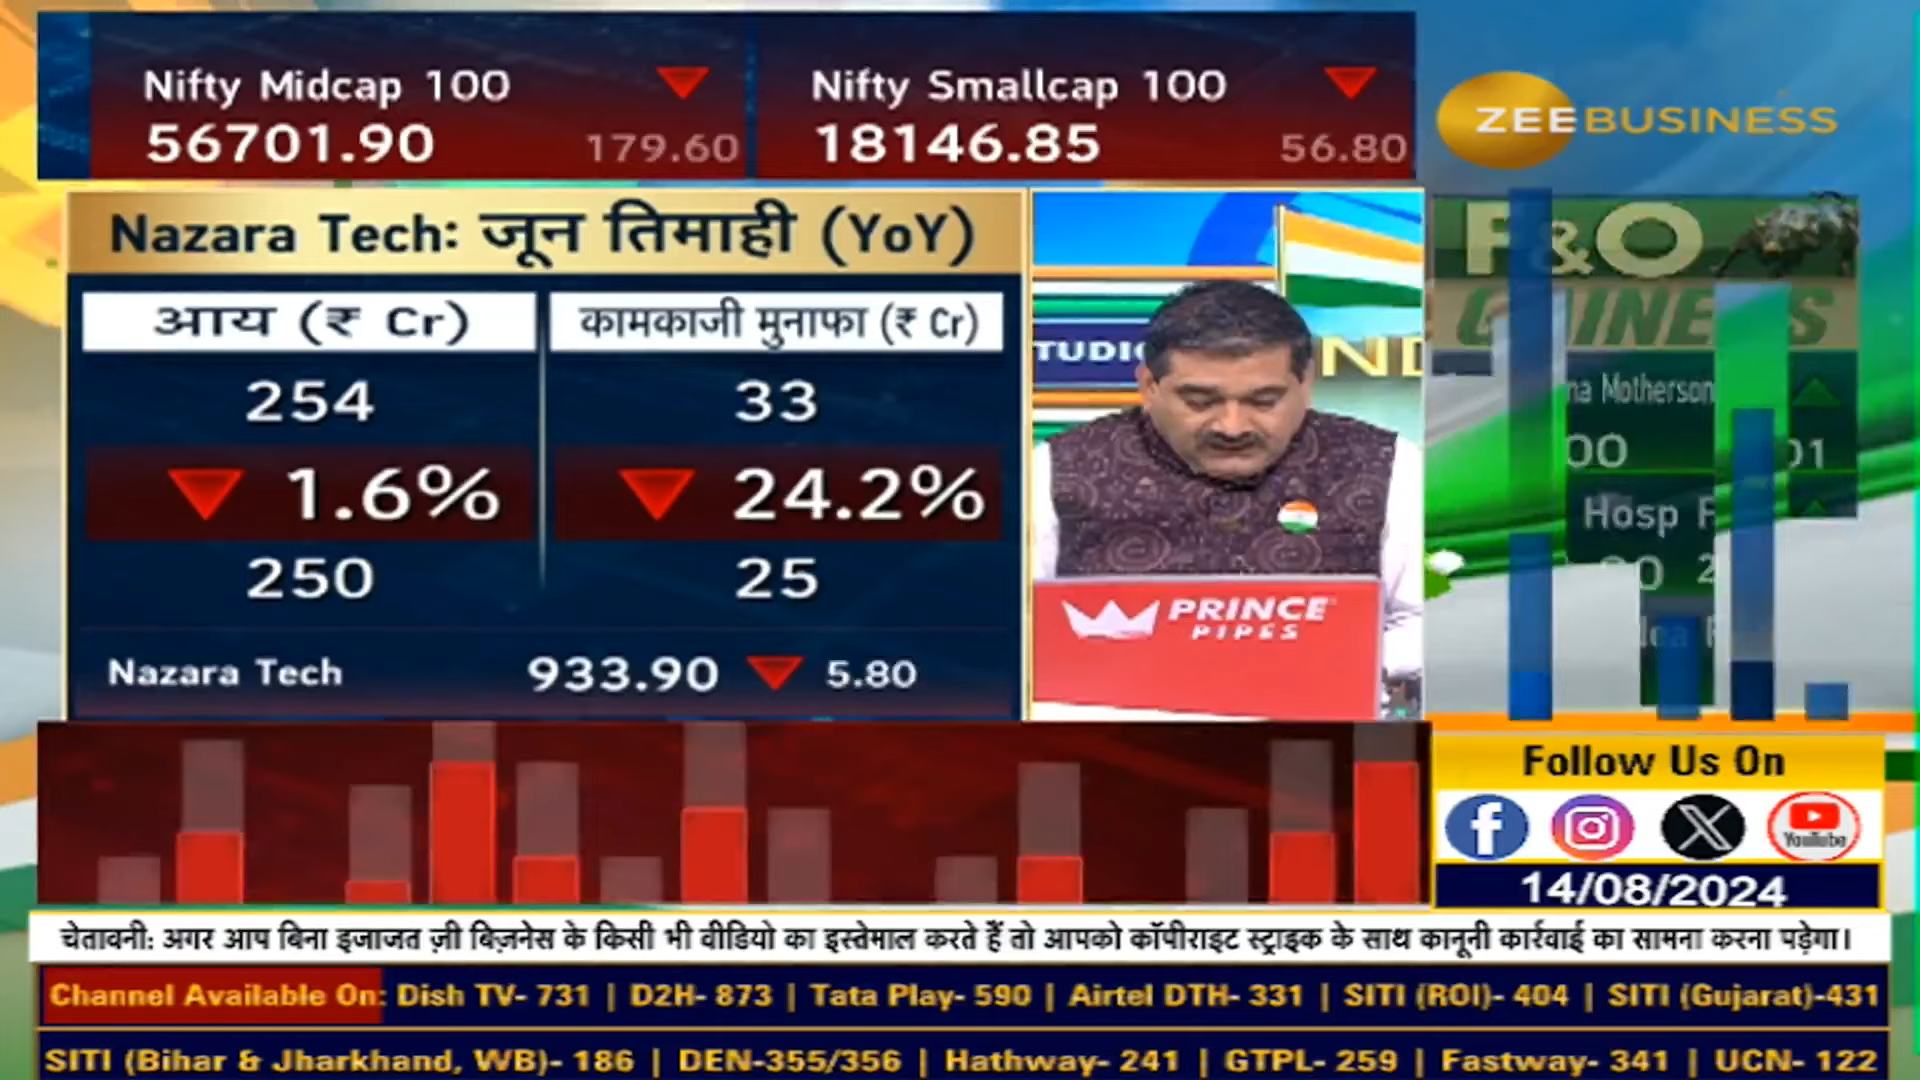 Nifty Midcap 100
56701.90 179.60
Nifty Smallcap 100
18146.85 56.80
ZEEBUSINESS
Nazara Tech: जून तिमाही (YoY)
आय (₹ Cr) कामकाजी मुनाफा (₹ Cr)
254 33
1.6% 24.2%
250 25
Nazara Tech 933.90 5.80
PRINCE
PIPES
F&O
Motherson
Hosp
Follow Us On
YouTube
14/08/2024
चेतावनी: अगर आप बिना इजाजत ज़ी बिज़नेस के किसी भी वीडियो का इस्तेमाल करते हैं तो आपको कॉपीराइट स्ट्राइक के साथ कानूनी कार्रवाई का सामना करना पड़ेगा।
Channel Available On: Dish TV- 731 | D2H- 873 | Tata Play- 590 | Airtel DTH- 331 | SITI (ROI)- 404 | SITI (Gujarat)-431
SITI (Bihar & Jharkhand, WB)- 186 | DEN-355/356 | Hathway- 241 | GTPL- 259 | Fastway- 341 | UCN- 122